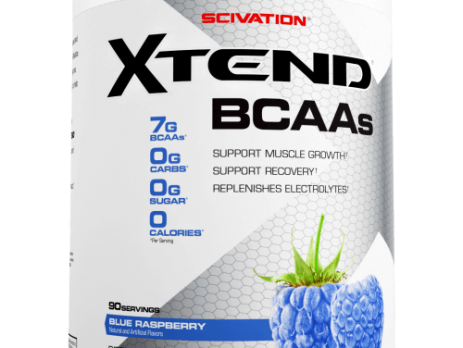 SCIVATION®
XTEND®
BCAAs
7G
BCAAs*
0G
CARBS*
0G
SUGAR*
0
CALORIES*
*Per Serving
SUPPORT MUSCLE GROWTH†
SUPPORT RECOVERY†
REPLENISHES ELECTROLYTES†
90 SERVINGS
BLUE RASPBERRY
Natural and Artificial Flavors